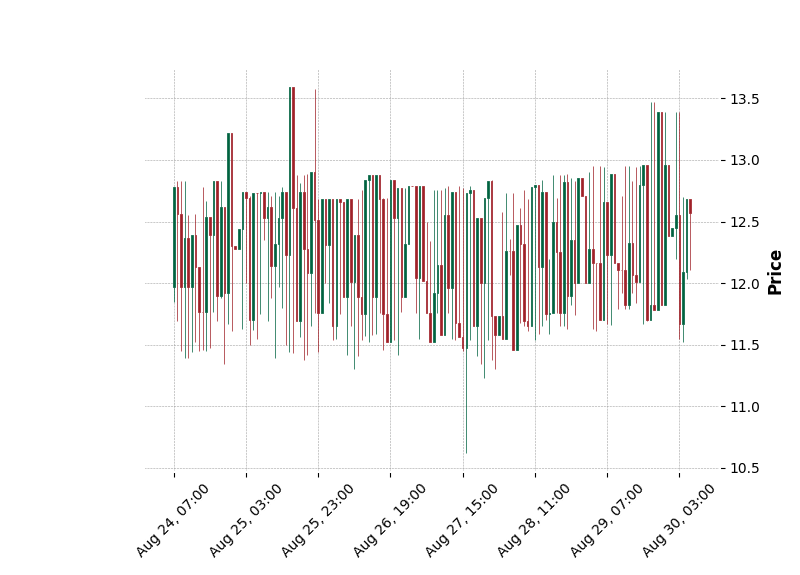 13.5
13.0
12.5
12.0
11.5
11.0
10.5
Price
Aug 24, 07:00
Aug 25, 03:00
Aug 25, 23:00
Aug 26, 19:00
Aug 27, 15:00
Aug 28, 11:00
Aug 29, 07:00
Aug 30, 03:00